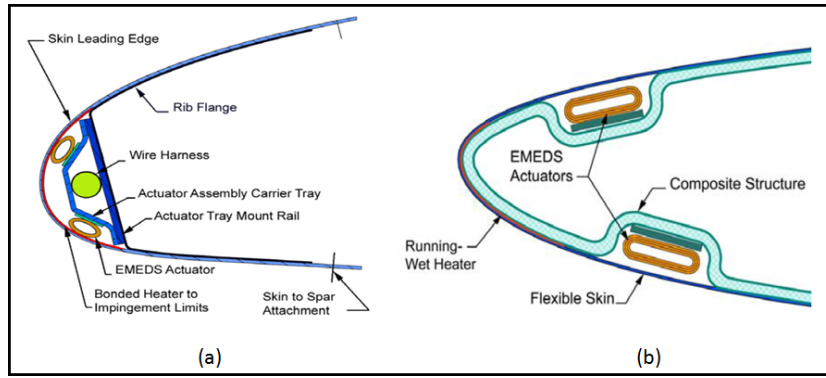 Skin Leading Edge
Rib Flange
Wire Harness
Actuator Assembly Carrier Tray
Actuator Tray Mount Rail
EMEDS Actuator
Bonded Heater to
Impingement Limits
Skin to Spar
Attachment
(a)
EMEDS
Actuators
Composite Structure
Running-
Wet Heater
Flexible Skin
(b)